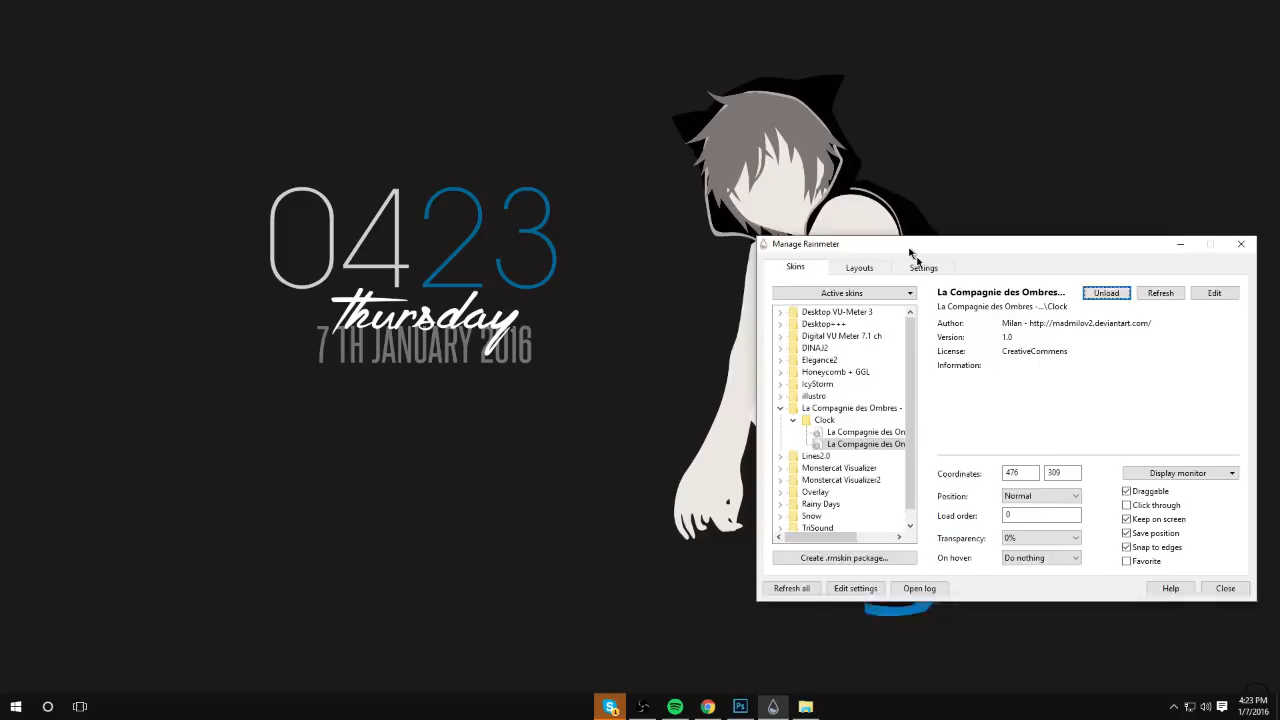 0423
Thursday
7 TH JANUARY 2016
Manage Rainmeter
Skins
Layouts
Settings
Active skins
Desktop VU-Meter 3
Desktop+++
Digital VU Meter 7.1 ch
DINAJ2
Elegance2
Honeycomb + GGL
IcyStorm
illustro
La Compagnie des Ombres -
Clock
La Compagnie des On
La Compagnie des On
Lines2.0
Monstercat Visualizer
Monstercat Visualizer2
Overlay
Rainy Days
Snow
TriSound
Create .rmskin package...
La Compagnie des Ombres...
Unload
Refresh
Edit
La Compagnie des Ombres -...\Clock
Author: Milan - http://madmilov2.deviantart.com/
Version: 1.0
License: CreativeCommons
Information:
Coordinates: 476 309
Display monitor
Position: Normal
Load order: 0
Transparency: 0%
On hover: Do nothing
Draggable
Click through
Keep on screen
Save position
Snap to edges
Favorite
Refresh all
Edit settings
Open log
Help
Close
Ps
4:23 PM
1/7/2016